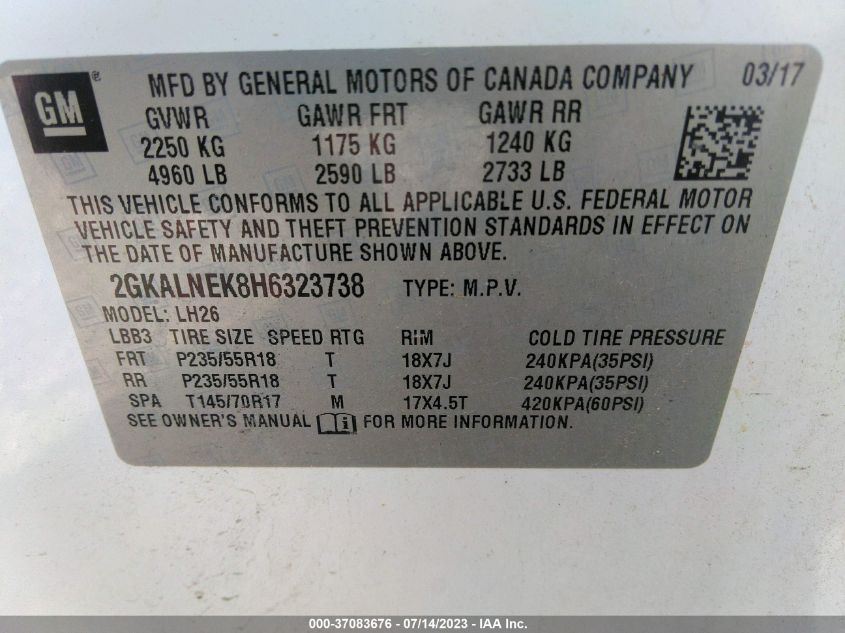 GM ® MFD BY GENERAL MOTORS OF CANADA COMPANY 03/17
GVWR GAWR FRT GAWR RR
2250 KG 1175 KG 1240 KG
4960 LB 2590 LB 2733 LB
THIS VEHICLE CONFORMS TO ALL APPLICABLE U.S. FEDERAL MOTOR
VEHICLE SAFETY AND THEFT PREVENTION STANDARDS IN EFFECT ON
THE DATE OF MANUFACTURE SHOWN ABOVE.
2GKALNEK8H6323738 TYPE: M.P.V.
MODEL: LH26
LBB3 TIRE SIZE SPEED RTG RIM COLD TIRE PRESSURE
FRT P235/55R18 T 18X7J 240KPA(35PSI)
RR P235/55R18 T 18X7J 240KPA(35PSI)
SPA T145/70R17 M 17X4.5T 420KPA(60PSI)
SEE OWNER'S MANUAL FOR MORE INFORMATION.
000-37083676 - 07/14/2023 - IAA Inc.